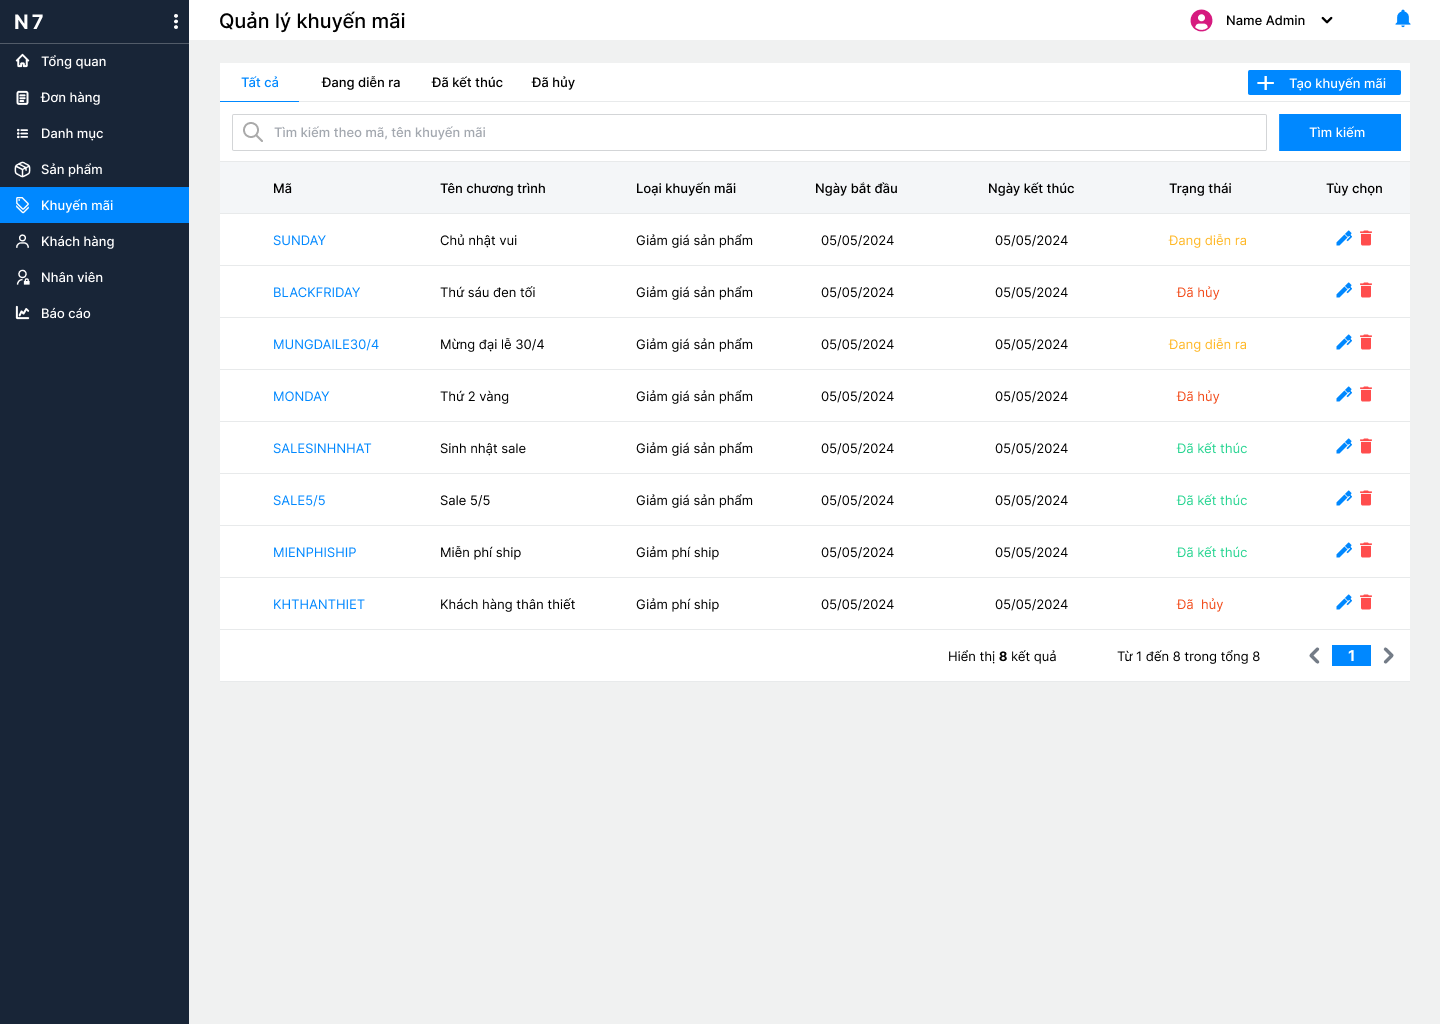 N7
Tổng quan
Đơn hàng
Danh mục
Sản phẩm
Khuyến mãi
Khách hàng
Nhân viên
Báo cáo
Quản lý khuyến mãi
Name Admin
Tất cả Đang diễn ra Đã kết thúc Đã hủy
Tạo khuyến mãi
Tìm kiếm theo mã, tên khuyến mãi
Tìm kiếm
Mã Tên chương trình Loại khuyến mãi Ngày bắt đầu Ngày kết thúc Trạng thái Tùy chọn
SUNDAY Chủ nhật vui Giảm giá sản phẩm 05/05/2024 05/05/2024 Đang diễn ra
BLACKFRIDAY Thứ sáu đen tối Giảm giá sản phẩm 05/05/2024 05/05/2024 Đã hủy
MUNGDAILE30/4 Mừng đại lễ 30/4 Giảm giá sản phẩm 05/05/2024 05/05/2024 Đang diễn ra
MONDAY Thứ 2 vàng Giảm giá sản phẩm 05/05/2024 05/05/2024 Đã hủy
SALESINHNHAT Sinh nhật sale Giảm giá sản phẩm 05/05/2024 05/05/2024 Đã kết thúc
SALE5/5 Sale 5/5 Giảm giá sản phẩm 05/05/2024 05/05/2024 Đã kết thúc
MIENPHISHIP Miễn phí ship Giảm phí ship 05/05/2024 05/05/2024 Đã kết thúc
KHTHANTHIET Khách hàng thân thiết Giảm phí ship 05/05/2024 05/05/2024 Đã hủy
Hiển thị 8 kết quả Từ 1 đến 8 trong tổng 8 1